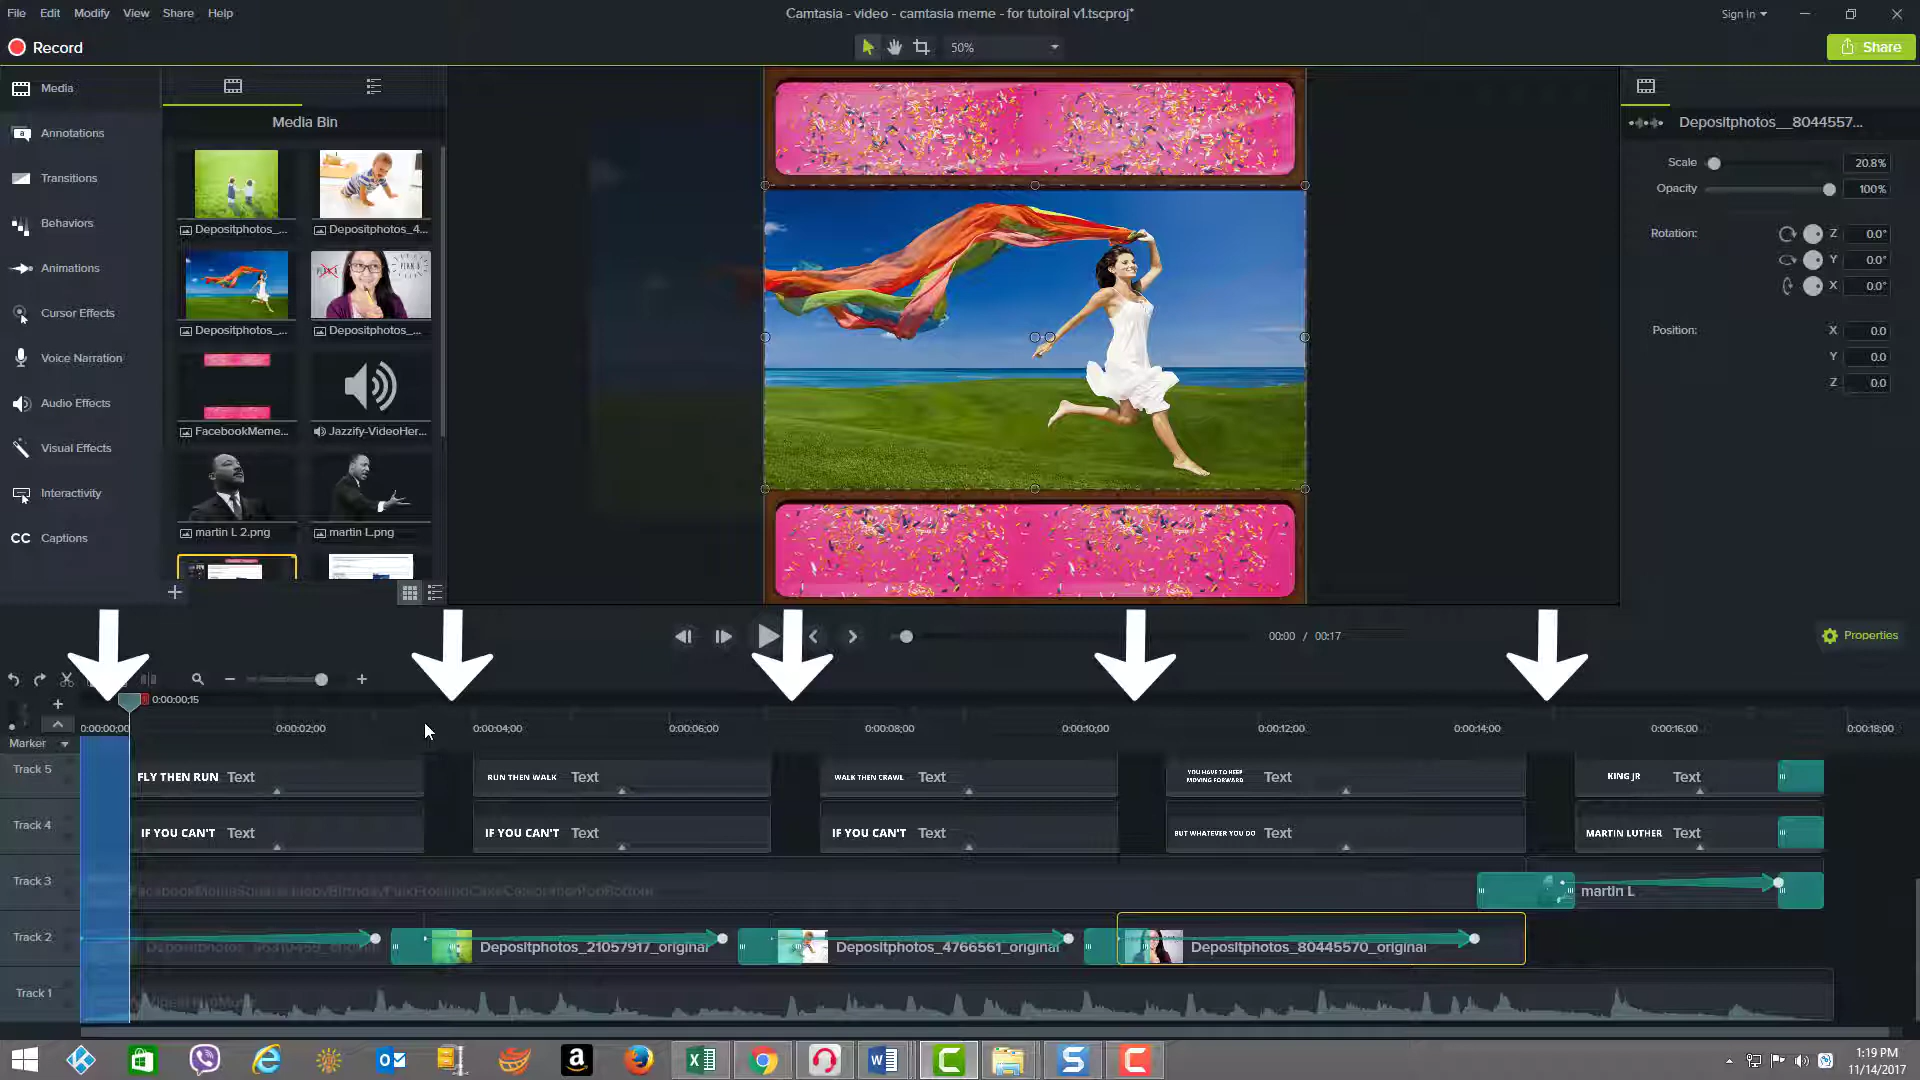 File Edit Modify View Share Help
Camtasia - video - camtasia meme - for tutoiral v1.tscproj*
Sign In
Record
50%
Share
Media
Annotations
Transitions
Behaviors
Animations
Cursor Effects
Voice Narration
Audio Effects
Visual Effects
Interactivity
CC Captions
Media Bin
Depositphotos_... Depositphotos_4...
PLAN A PLAN B
Depositphotos_... Depositphotos_...
FacebookMeme... Jazzify-VideoHer...
martin L 2.png martin L.png
Depositphotos__8044557...
Scale 20.8%
Opacity 100%
Rotation: Z 0.0°
Y 0.0°
X 0.0°
Position: X 0.0
Y 0.0
Z 0.0
00:00 / 00:17
Properties
0:00:00;15
0:00:00;00 0:00:02;00 0:00:04;00 0:00:06;00 0:00:08;00 0:00:10;00 0:00:12;00 0:00:14;00 0:00:16;00 0:00:18;00
Marker
Track 5
FLY THEN RUN Text
RUN THEN WALK Text
WALK THEN CRAWL Text
YOU HAVE TO KEEP
MOVING FORWARD Text
KING JR Text
Track 4
IF YOU CAN'T Text
IF YOU CAN'T Text
IF YOU CAN'T Text
BUT WHATEVER YOU DO Text
MARTIN LUTHER Text
Track 3
martin L
Track 2
Depositphotos_21057917_original
Depositphotos_4766561_original
Depositphotos_80445570_original
Track 1
1:19 PM
11/14/2017